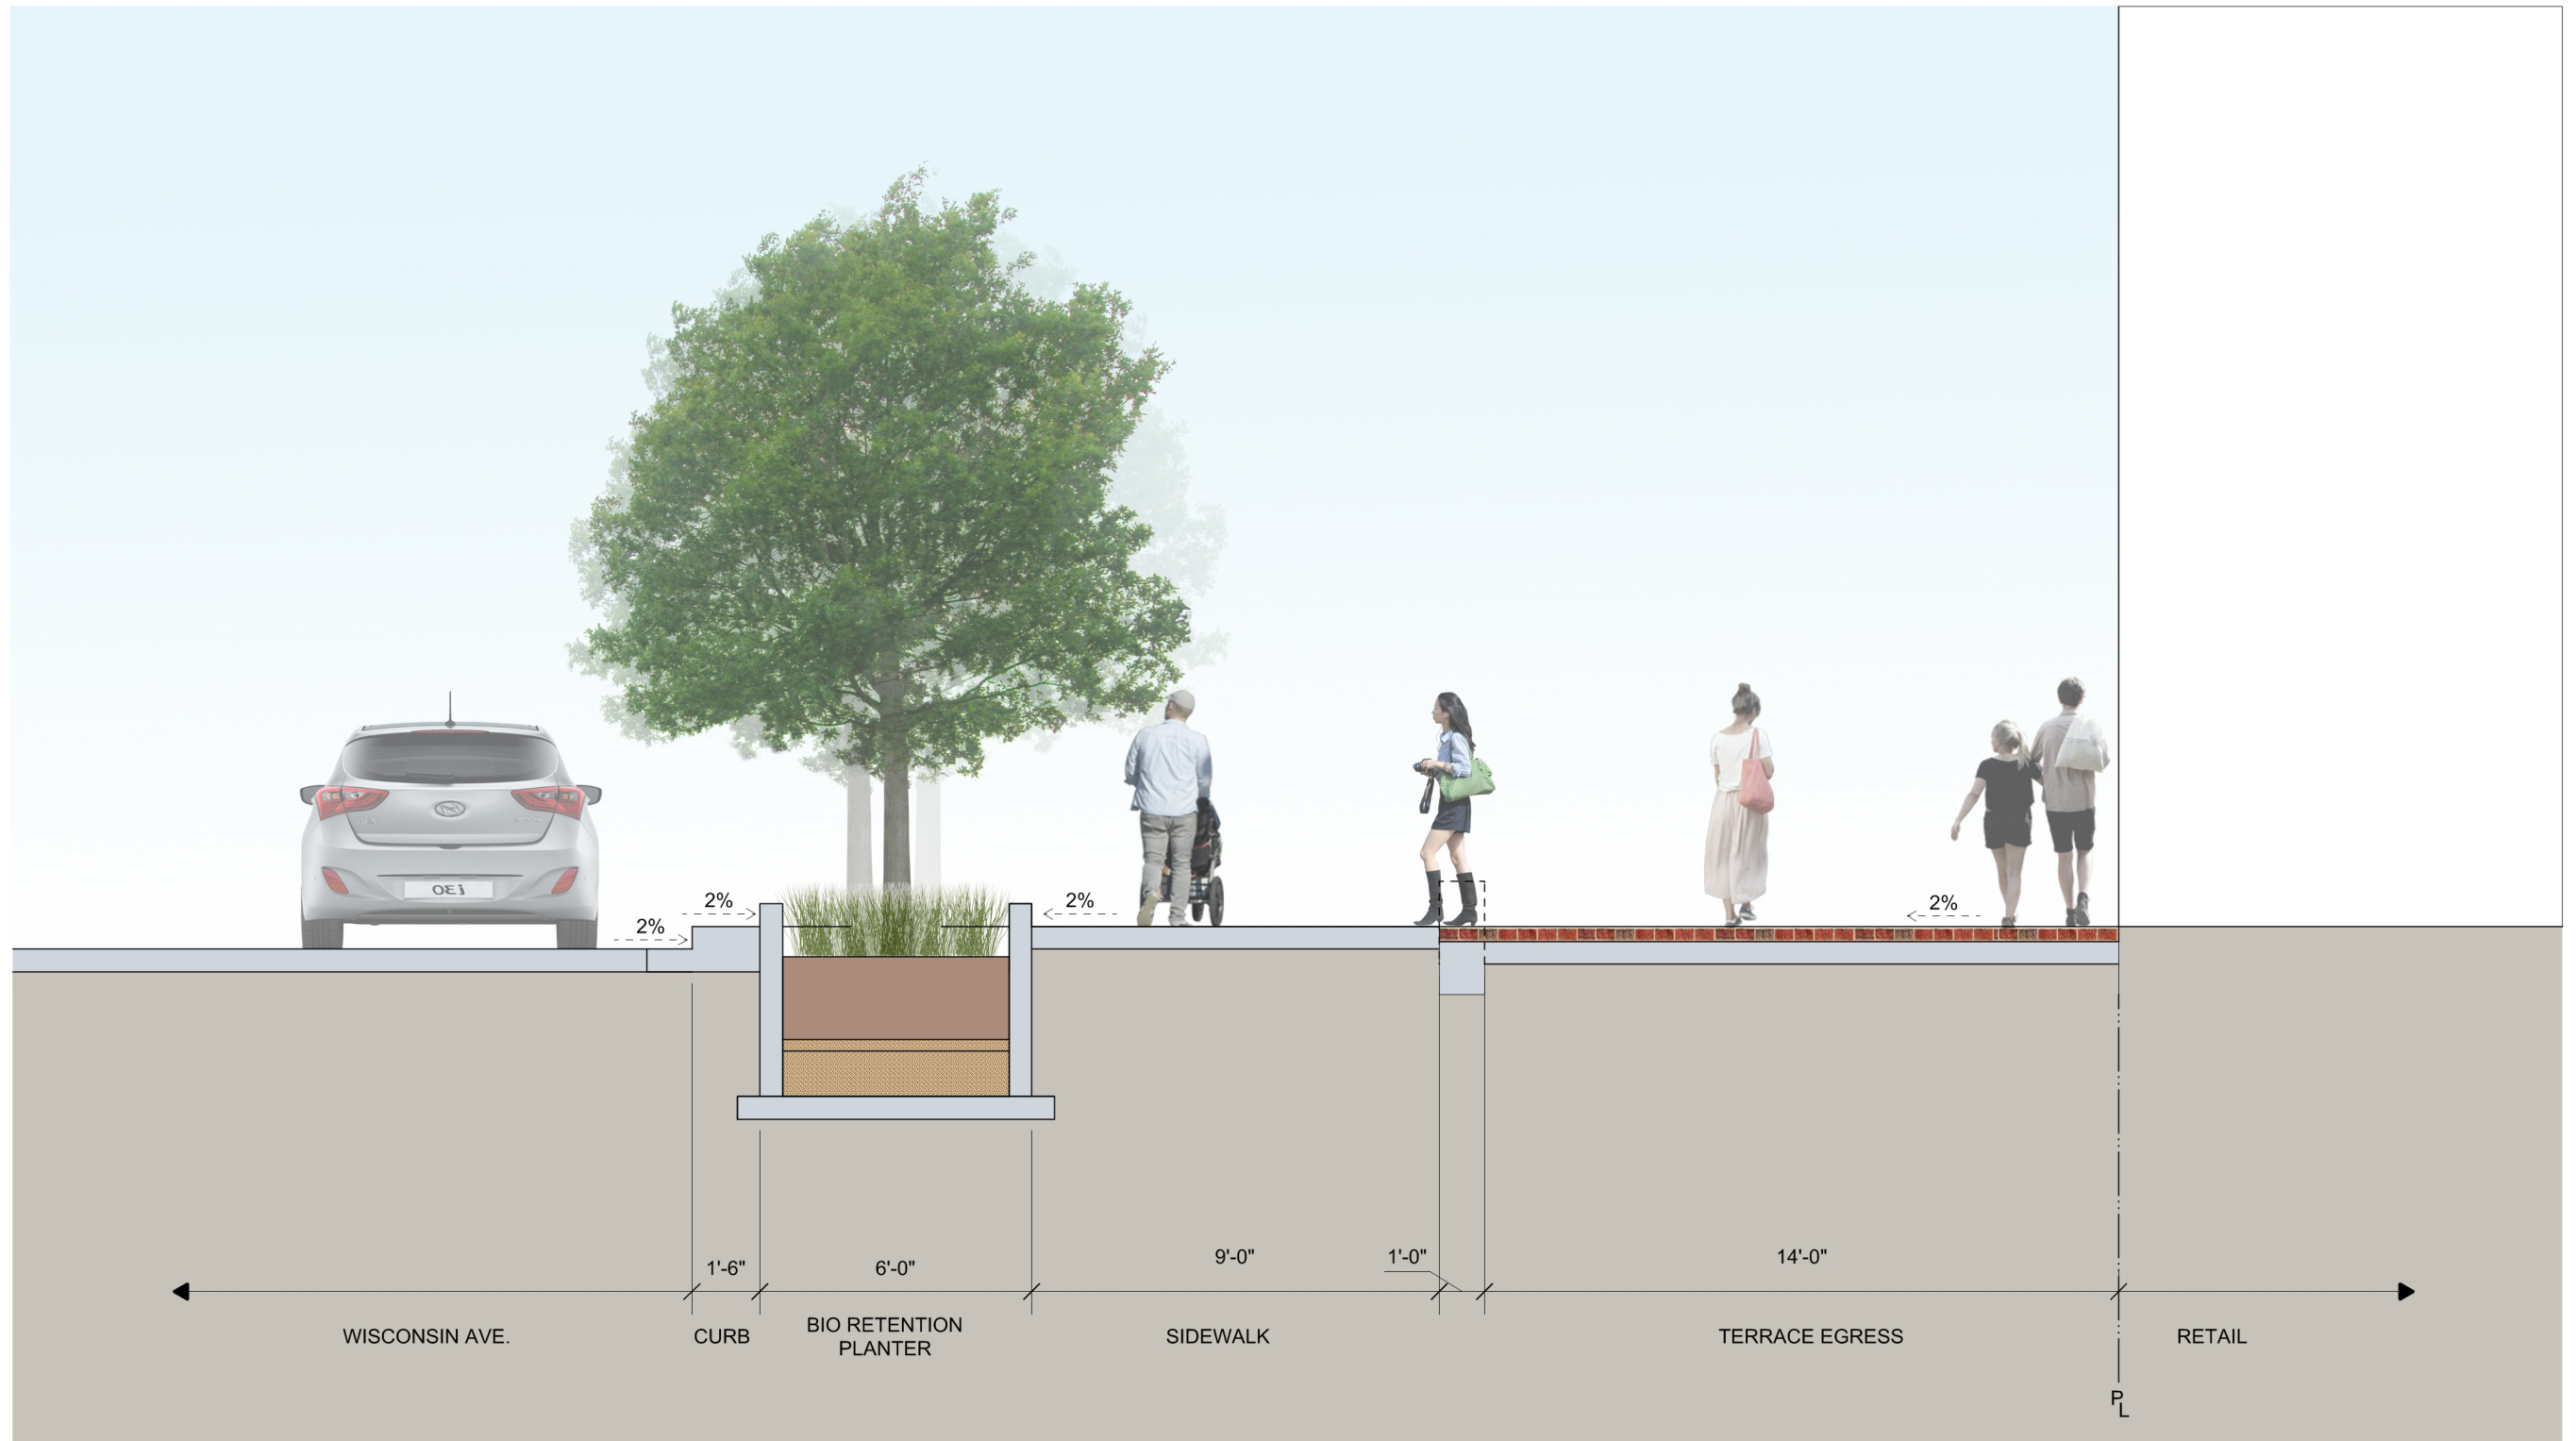 2%
2%
2%
2%
1'-6"
6'-0"
9'-0"
1'-0"
14'-0"
WISCONSIN AVE.
CURB
BIO RETENTION
PLANTER
SIDEWALK
TERRACE EGRESS
RETAIL
PL